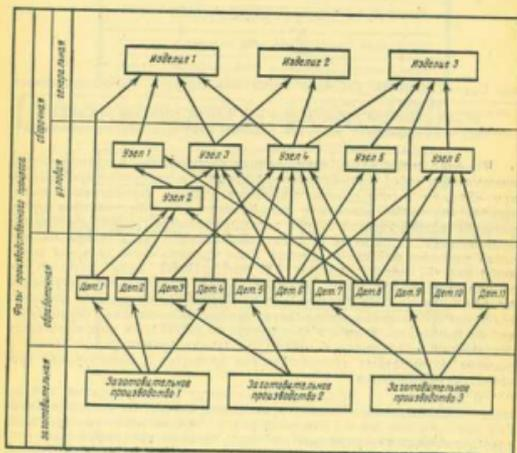 Фазы производственного процесса
сборочная
генеральная
узловая
обработочная
заготовительная
Изделие 1
Изделие 2
Изделие 3
Узел 1
Узел 3
Узел 4
Узел 5
Узел 6
Узел 2
Дет.1
Дет.2
Дет.3
Дет.4
Дет.5
Дет.6
Дет.7
Дет.8
Дет.9
Дет.10
Дет.11
Заготовительное
производство 1
Заготовительное
производство 2
Заготовительное
производство 3